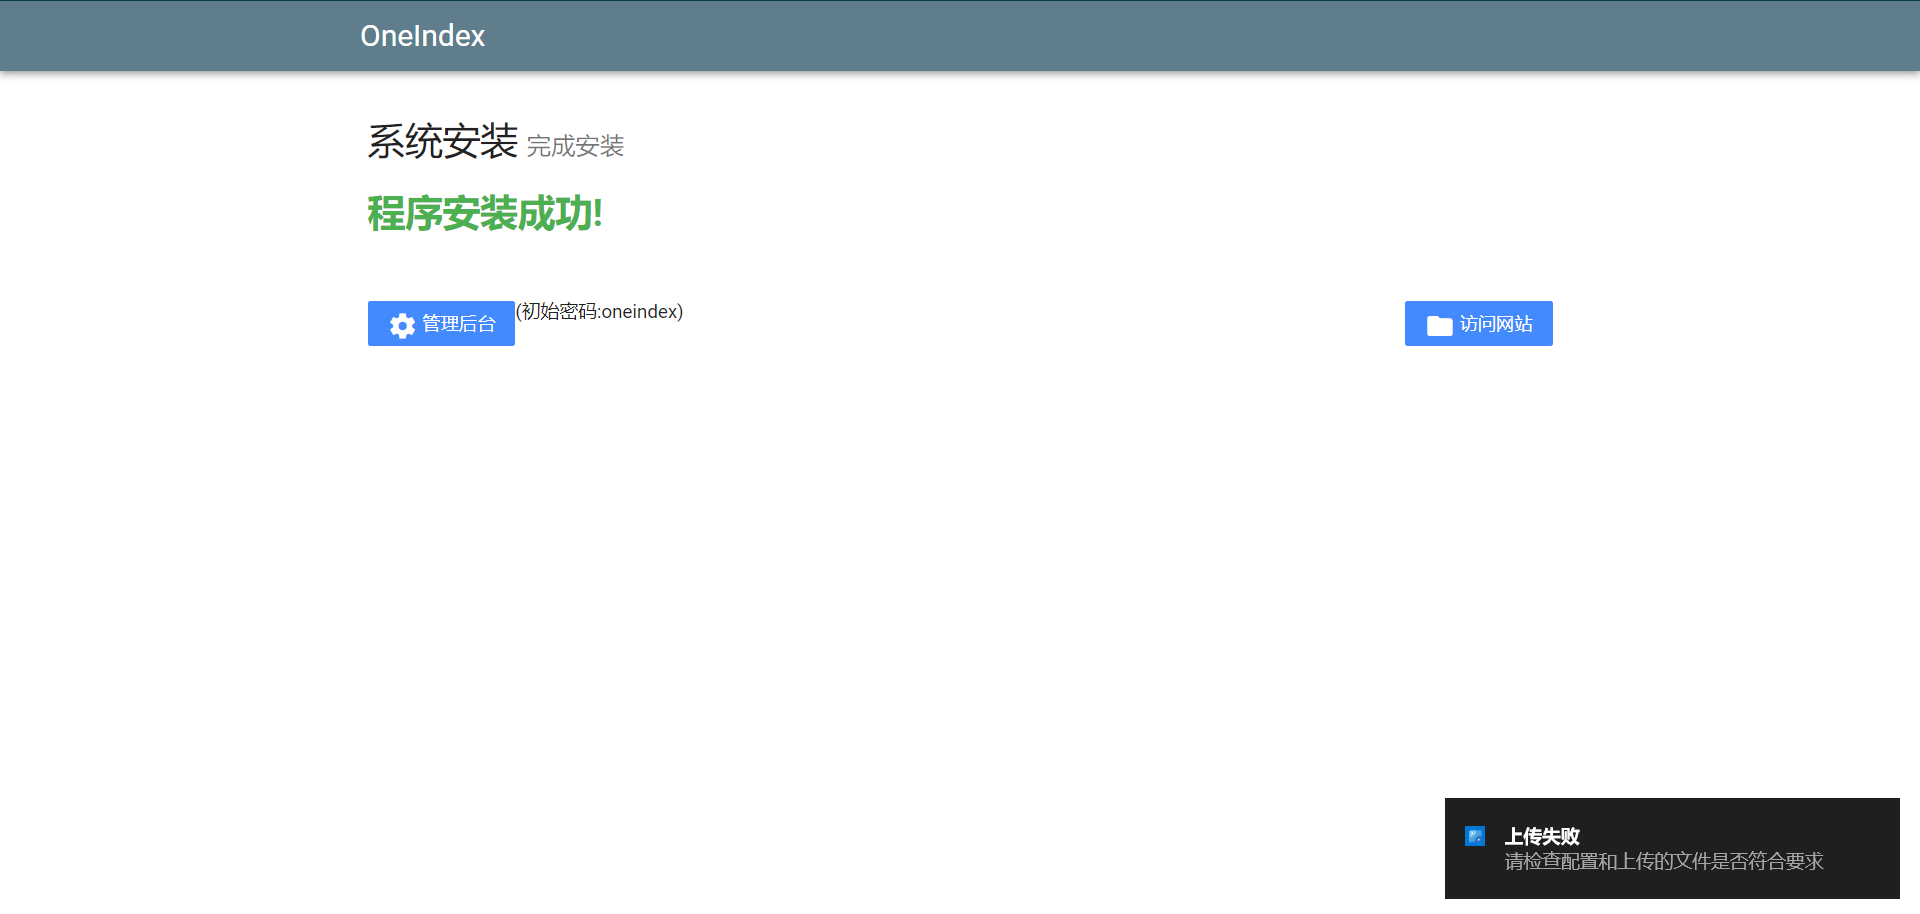 OneIndex
系统安装 完成安装
程序安装成功!
管理后台 (初始密码:oneindex)
访问网站
上传失败
请检查配置和上传的文件是否符合要求